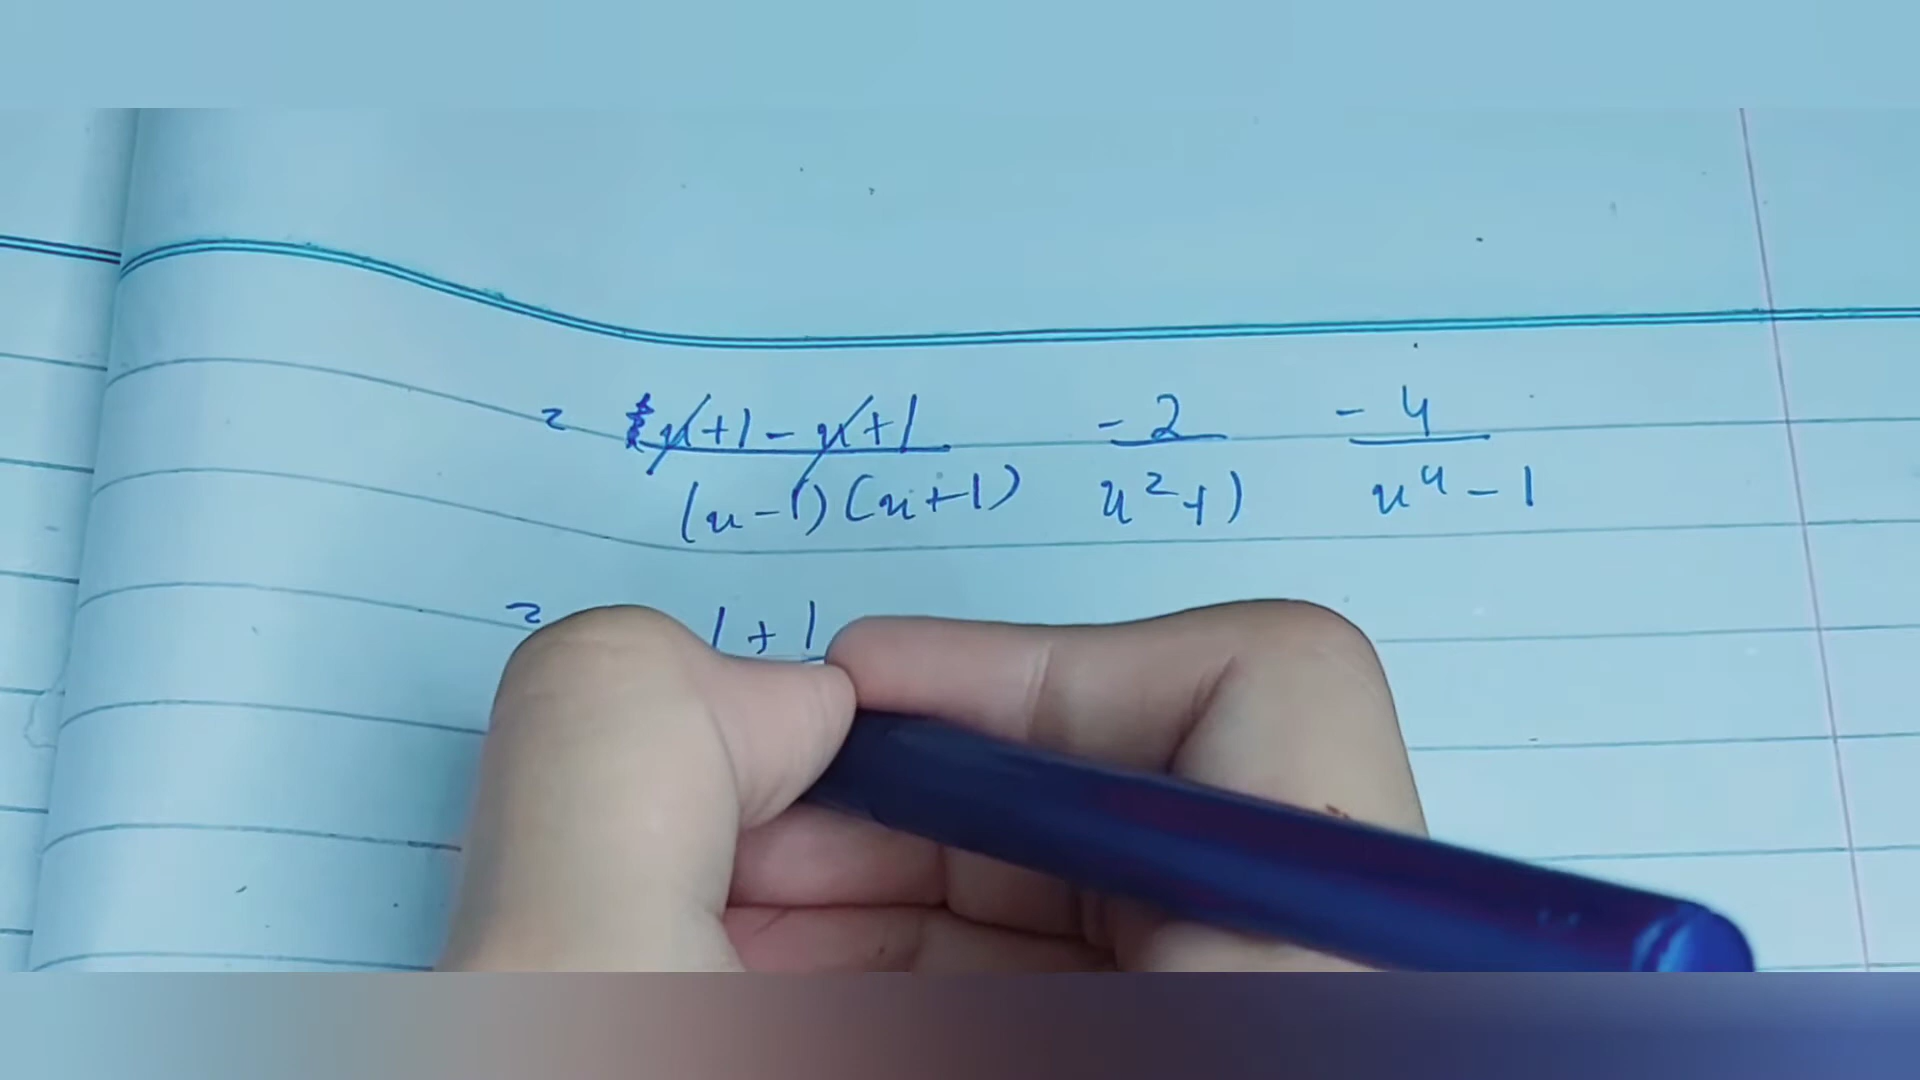 = x+1-x+1/(x-1)(x+1) -2/x²+1 -4/x⁴-1
= 1+1